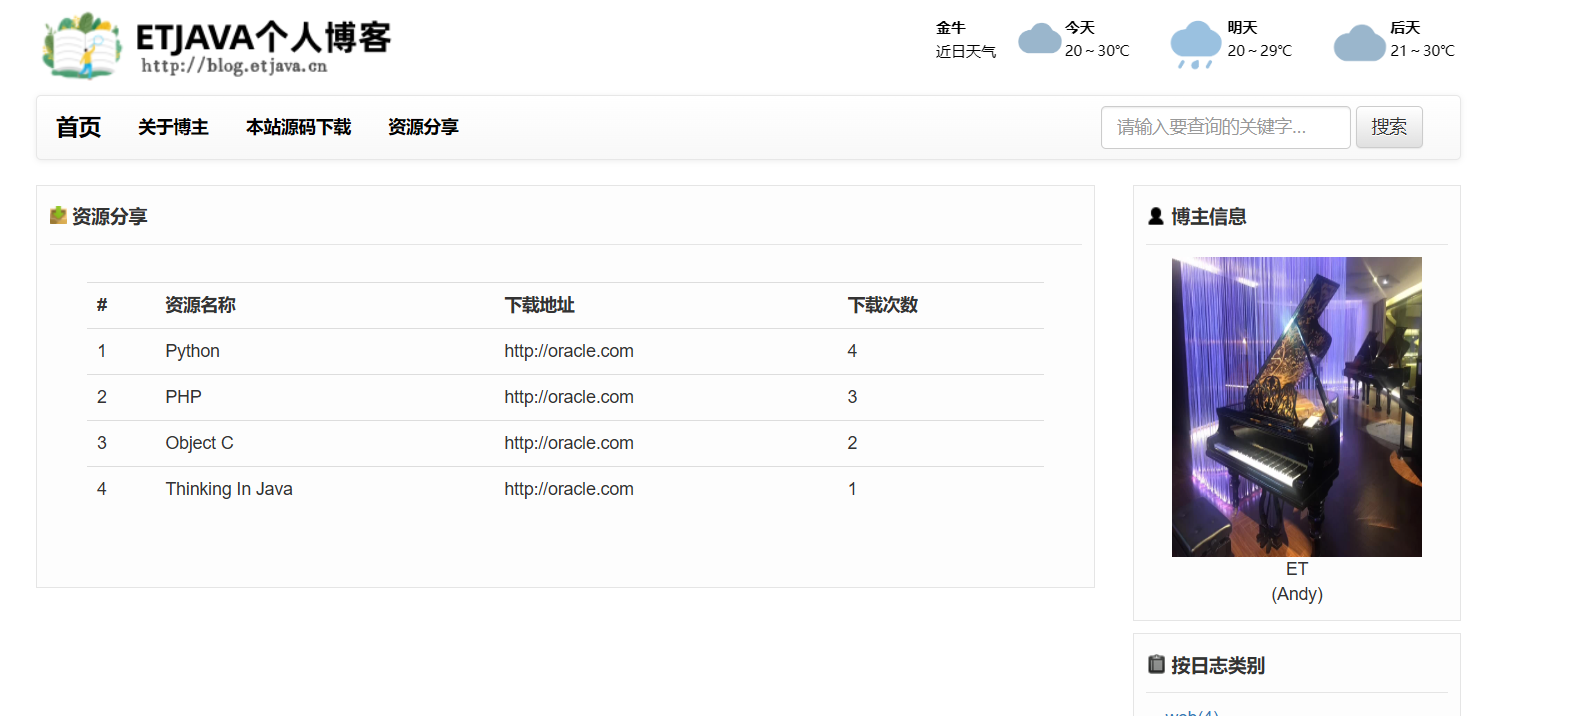 ETJAVA个人博客
http://blog.etjava.cn
金牛
近日天气
今天
20～30℃
明天
20～29℃
后天
21～30℃
首页 关于博主 本站源码下载 资源分享
请输入要查询的关键字... 搜索
资源分享
# 资源名称 下载地址 下载次数
1 Python http://oracle.com 4
2 PHP http://oracle.com 3
3 Object C http://oracle.com 2
4 Thinking In Java http://oracle.com 1
博主信息
ET
(Andy)
按日志类别
web(4)